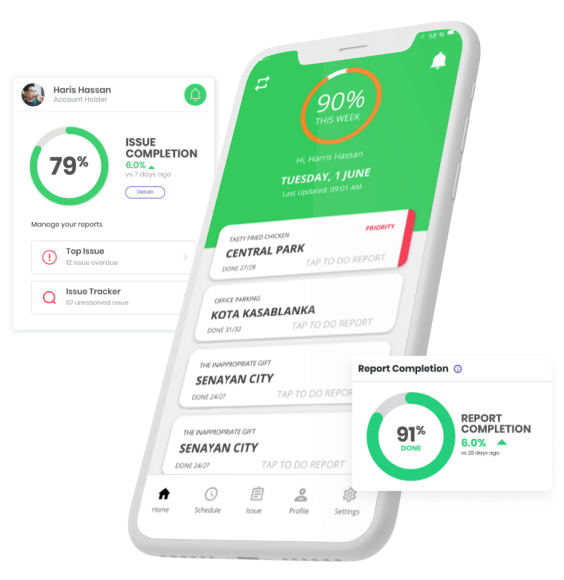 Haris Hassan
Account Holder
79%
ISSUE
COMPLETION
6.0%
vs 7 days ago
Details
Manage your reports
Top Issue
12 issue overdue
Issue Tracker
67 unresolved issue
58 %
90%
THIS WEEK
Hi, Harris Hassan
TUESDAY, 1 JUNE
Last Updated: 09:01 AM
TASTY FRIED CHICKEN
PRIORITY
CENTRAL PARK
DONE 27/28
TAP TO DO REPORT
OFFICE PARKING
KOTA KASABLANKA
DONE 31/32
TAP TO DO REPORT
THE INAPPROPRIATE GIFT
SENAYAN CITY
DONE 24/27
TAP TO DO REPOR
THE INAPPROPRIATE GIFT
SENAYAN CITY
DONE 24/27
TAP TO DO REPORT
Home
Schedule
Issue
Profile
Settings
Report Completion
91%
DONE
REPORT
COMPLETION
6.0%
vs 28 days ago